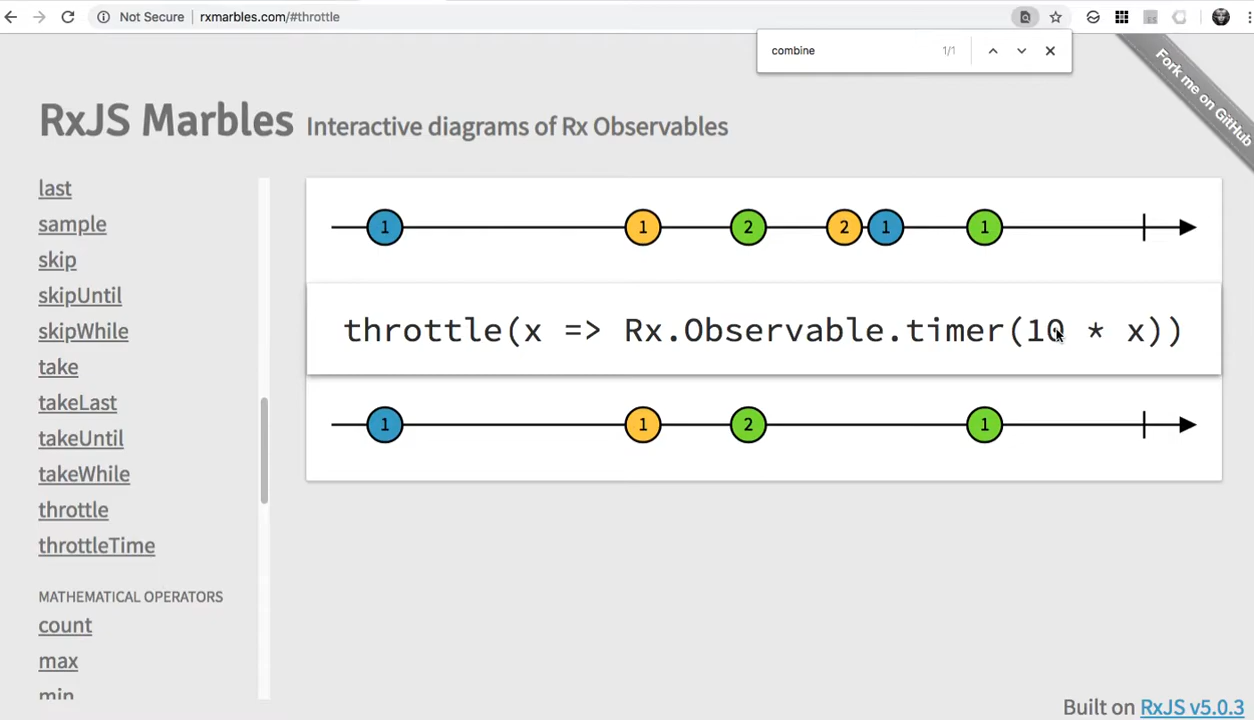 Not Secure
rxmarbles.com/#throttle
combine
1/1
Fork me on GitHub
RxJS Marbles
Interactive diagrams of Rx Observables
last
sample
skip
skipUntil
skipWhile
take
takeLast
takeUntil
takeWhile
throttle
throttleTime
MATHEMATICAL OPERATORS
count
max
min
1 1 2 2 1 1
throttle(x => Rx.Observable.timer(10 * x))
1 1 2 1
Built on RxJS v5.0.3